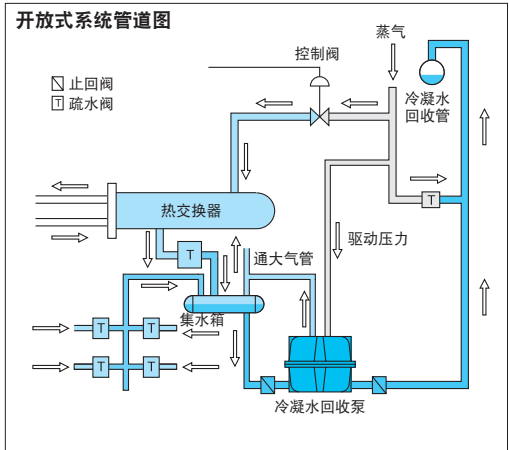 开放式系统管道图
蒸气
控制阀
止回阀
T 疏水阀
冷凝水
回收管
T
热交换器
驱动压力
T
通大气管
集水箱
T
T
T
T
冷凝水回收泵